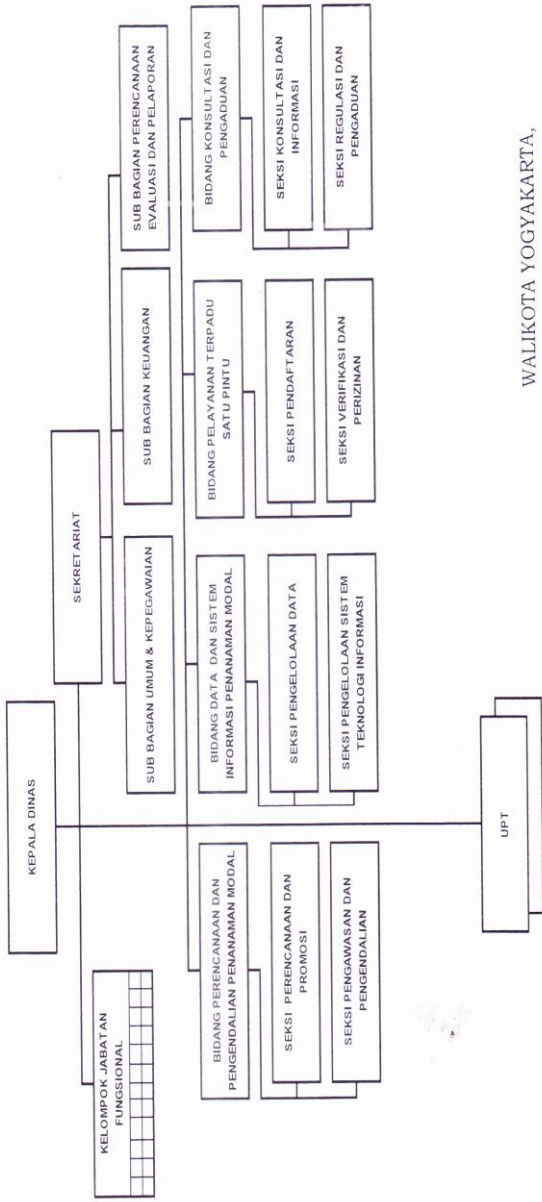 KEPALA DINAS
KELOMPOK JABATAN
FUNGSIONAL
SEKRETARIAT
SUB BAGIAN UMUM & KEPEGAWAIAN
SUB BAGIAN KEUANGAN
SUB BAGIAN PERENCANAAN
EVALUASI DAN PELAPORAN
BIDANG PERENCANAAN DAN
PENGENDALIAN PENANAMAN MODAL
SEKSI PERENCANAAN DAN
PROMOSI
SEKSI PENGAWASAN DAN
PENGENDALIAN
BIDANG DATA DAN SISTEM
INFORMASI PENANAMAN MODAL
SEKSI PENGELOLAAN DATA
SEKSI PENGELOLAAN SISTEM
TEKNOLOGI INFORMASI
BIDANG PELAYANAN TERPADU
SATU PINTU
SEKSI PENDAFTARAN
SEKSI VERIFIKASI DAN
PERIZINAN
BIDANG KONSULTASI DAN
PENGADUAN
SEKSI KONSULTASI DAN
INFORMASI
SEKSI REGULASI DAN
PENGADUAN
UPT
WALIKOTA YOGYAKARTA,